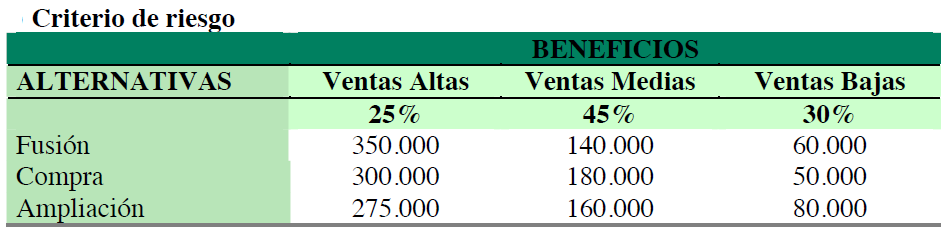 Criterio de riesgo
BENEFICIOS
ALTERNATIVAS Ventas Altas Ventas Medias Ventas Bajas
25% 45% 30%
Fusión 350.000 140.000 60.000
Compra 300.000 180.000 50.000
Ampliación 275.000 160.000 80.000